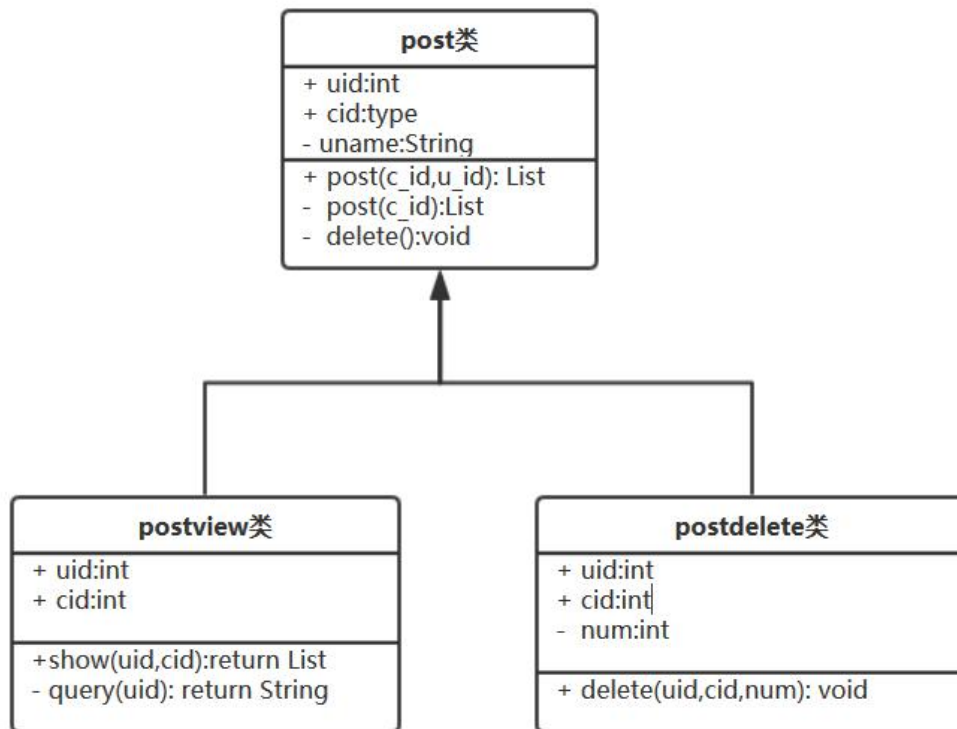 post类
+ uid:int
+ cid:type
- uname:String
+ post(c_id,u_id): List
- post(c_id):List
- delete():void
postview类
+ uid:int
+ cid:int
+show(uid,cid):return List
- query(uid): return String
postdelete类
+ uid:int
+ cid:int
- num:int
+ delete(uid,cid,num): void